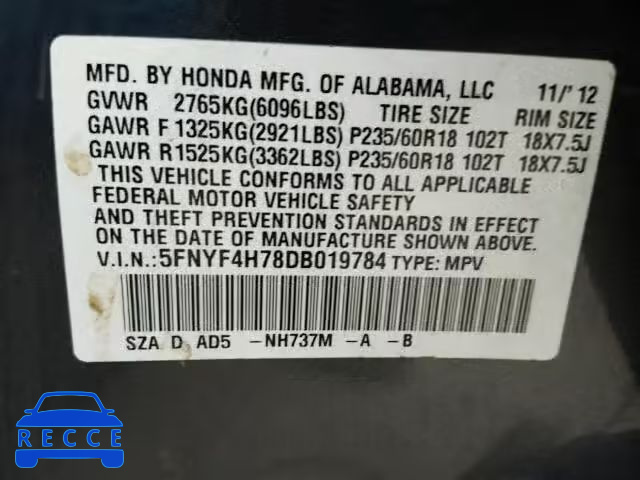 MFD. BY HONDA MFG. OF ALABAMA, LLC 11/'12
GVWR 2765KG(6096LBS) TIRE SIZE RIM SIZE
GAWR F 1325KG(2921LBS) P235/60R18 102T 18X7.5J
GAWR R1525KG(3362LBS) P235/60R18 102T 18X7.5J
THIS VEHICLE CONFORMS TO ALL APPLICABLE
FEDERAL MOTOR VEHICLE SAFETY
AND THEFT PREVENTION STANDARDS IN EFFECT
ON THE DATE OF MANUFACTURE SHOWN ABOVE.
V.I.N.:5FNYF4H78DB019784 TYPE: MPV
SZA D AD5 -NH737M -A -B
RECCE